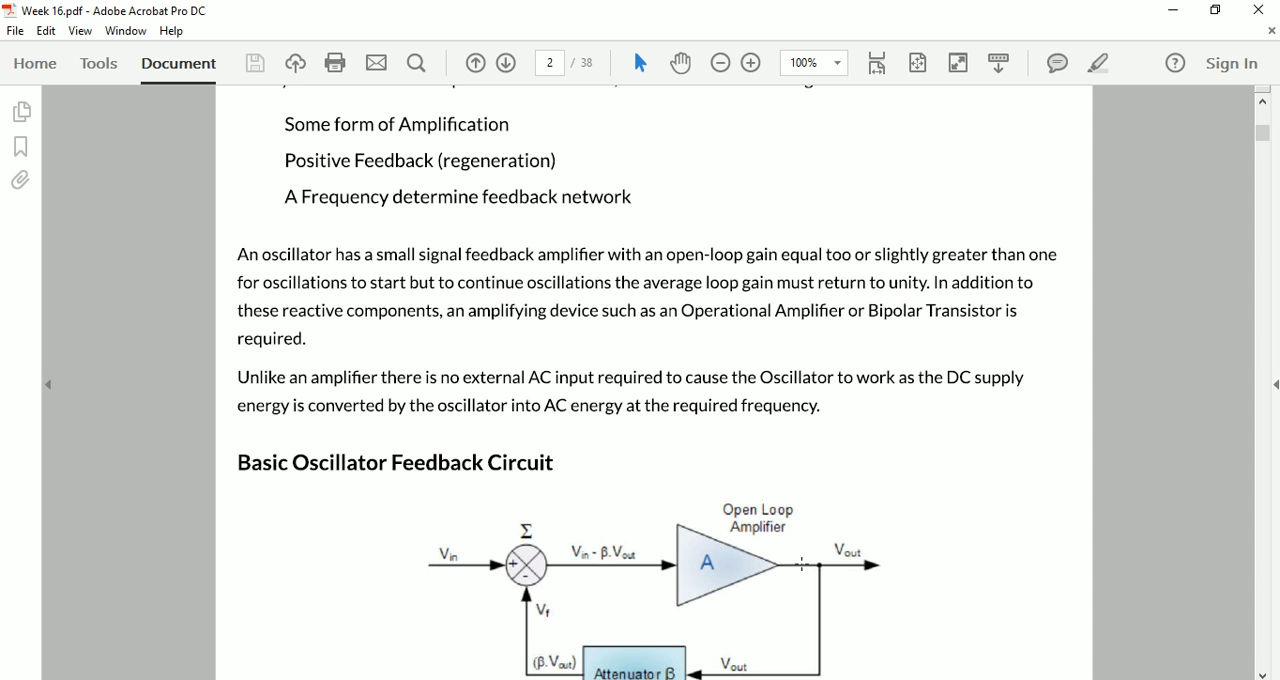 Week 16.pdf - Adobe Acrobat Pro DC
File Edit View Window Help
Home Tools Document 2 / 38 100% Sign In
Some form of Amplification
Positive Feedback (regeneration)
A Frequency determine feedback network
An oscillator has a small signal feedback amplifier with an open-loop gain equal too or slightly greater than one
for oscillations to start but to continue oscillations the average loop gain must return to unity. In addition to
these reactive components, an amplifying device such as an Operational Amplifier or Bipolar Transistor is
required.
Unlike an amplifier there is no external AC input required to cause the Oscillator to work as the DC supply
energy is converted by the oscillator into AC energy at the required frequency.
Basic Oscillator Feedback Circuit
Open Loop
Amplifier
Σ
Vin
+
-
Vin - β.Vout
A
Vout
Vf
(β.Vout)
Attenuator β
Vout